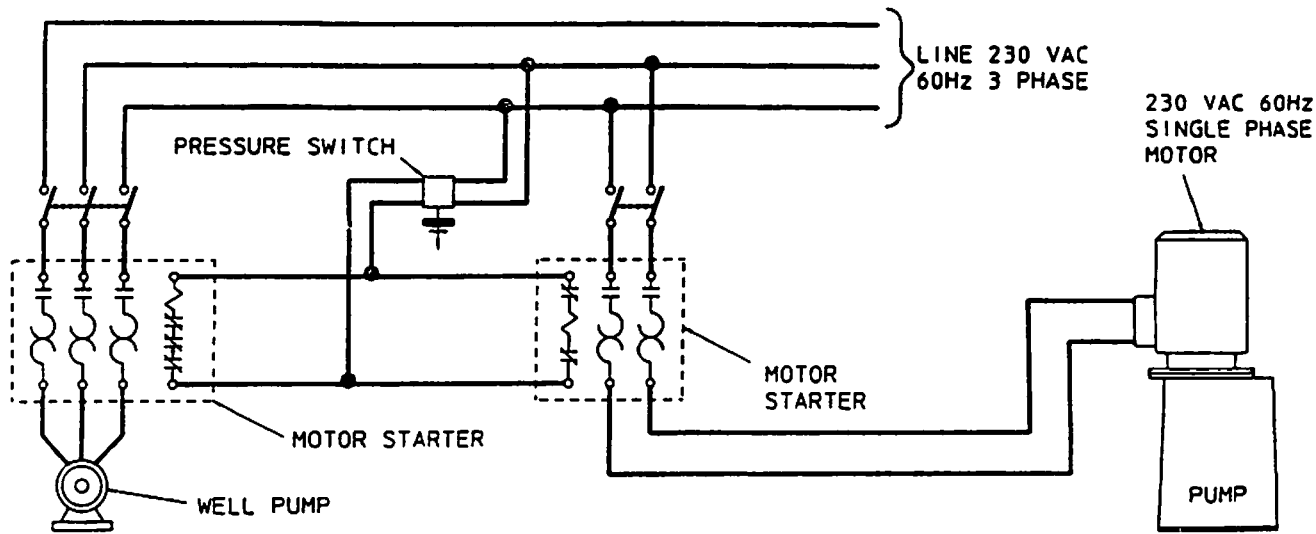 LINE 230 VAC
60Hz 3 PHASE
230 VAC 60Hz
SINGLE PHASE
MOTOR
PRESSURE SWITCH
MOTOR
STARTER
MOTOR STARTER
WELL PUMP
PUMP